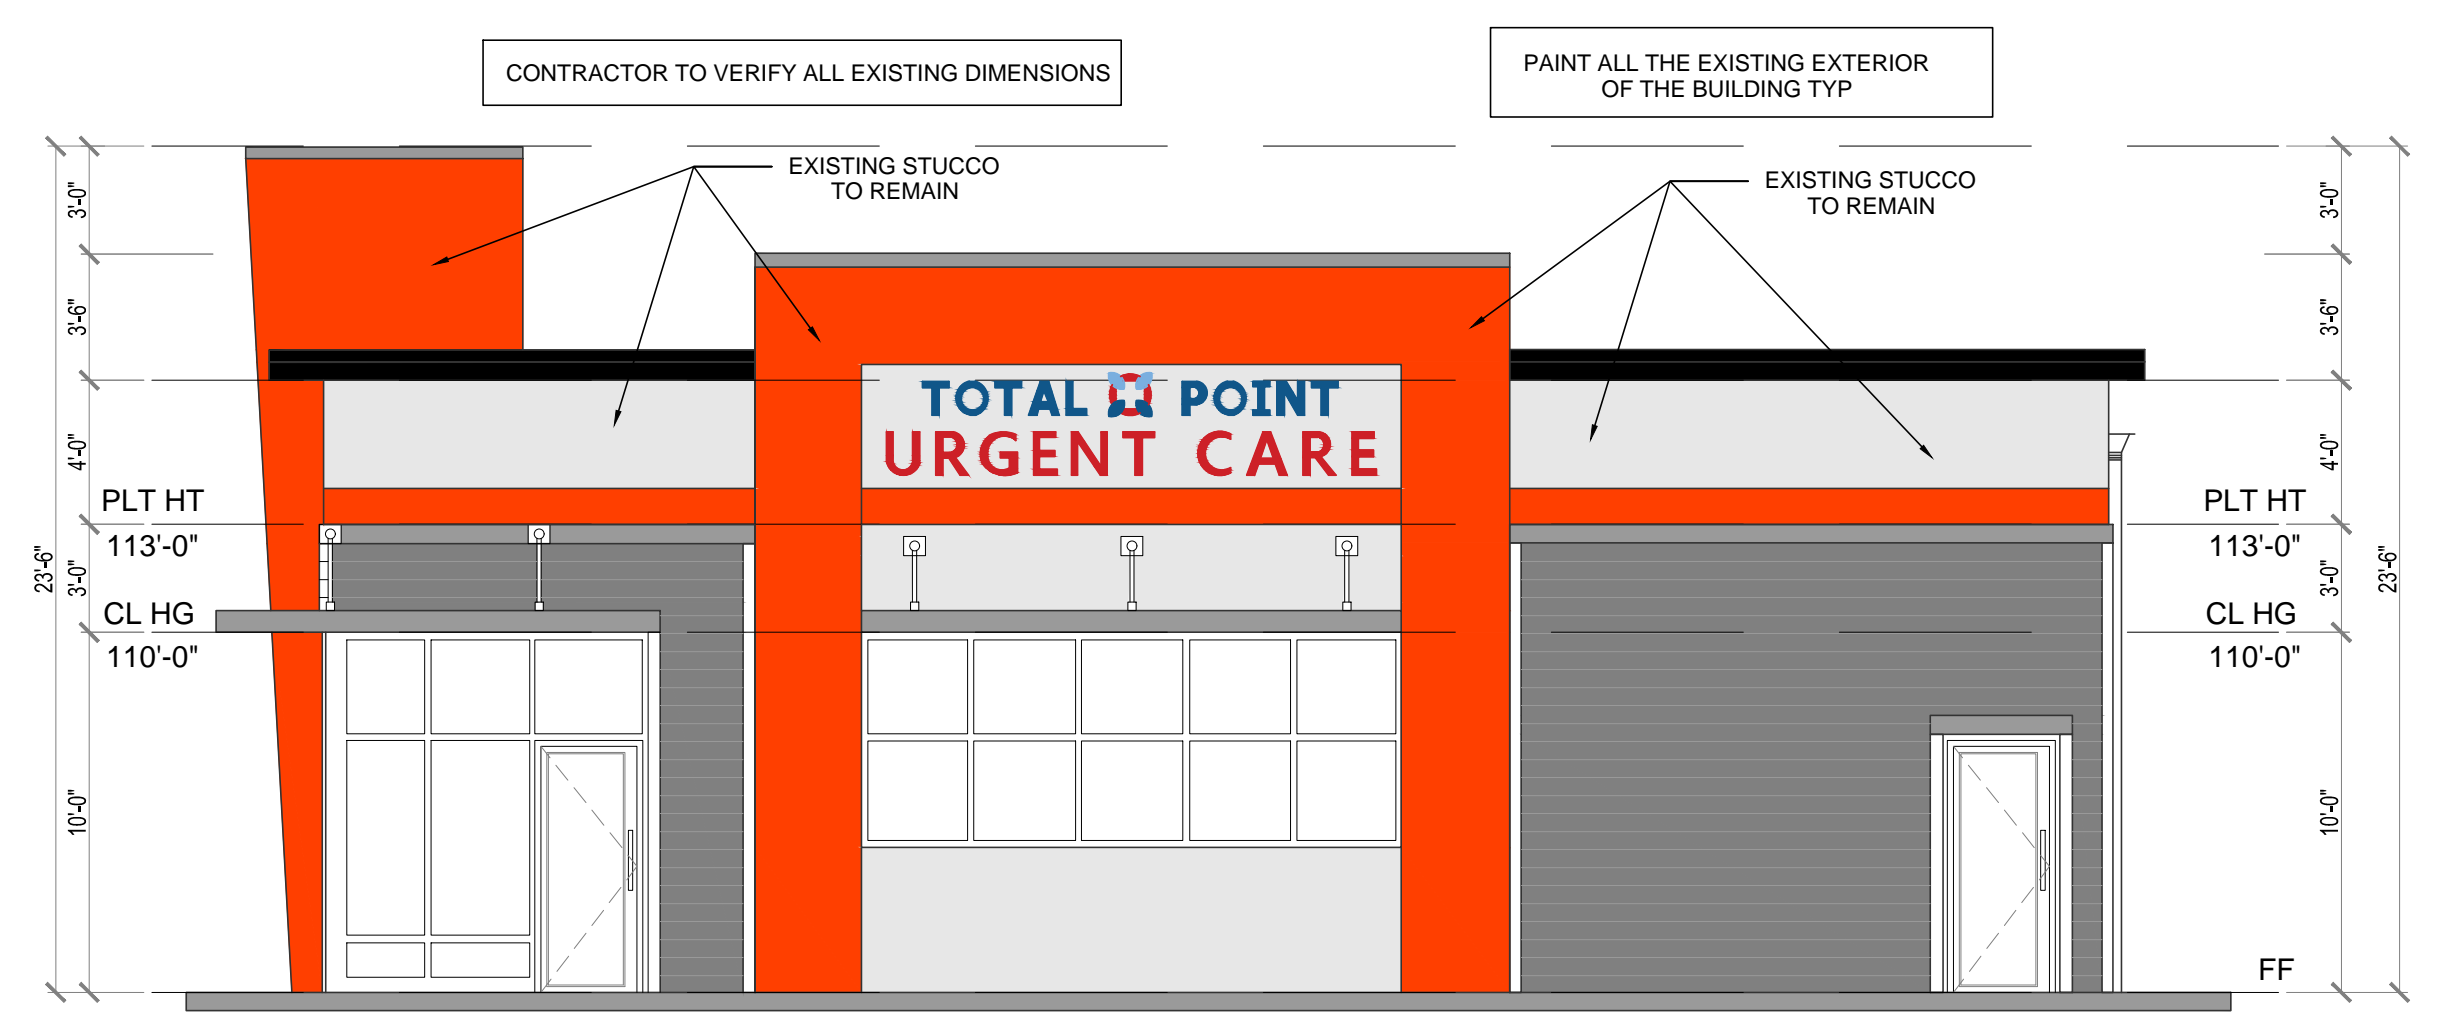 CONTRACTOR TO VERIFY ALL EXISTING DIMENSIONS
PAINT ALL THE EXISTING EXTERIOR
OF THE BUILDING TYP
EXISTING STUCCO
TO REMAIN
EXISTING STUCCO
TO REMAIN
3'-0"
3'-6"
4'-0"
3'-0"
10'-0"
23'-6"
PLT HT
113'-0"
CL HG
110'-0"
TOTAL POINT
URGENT CARE
3'-0"
3'-6"
4'-0"
3'-0"
10'-0"
23'-6"
PLT HT
113'-0"
CL HG
110'-0"
FF